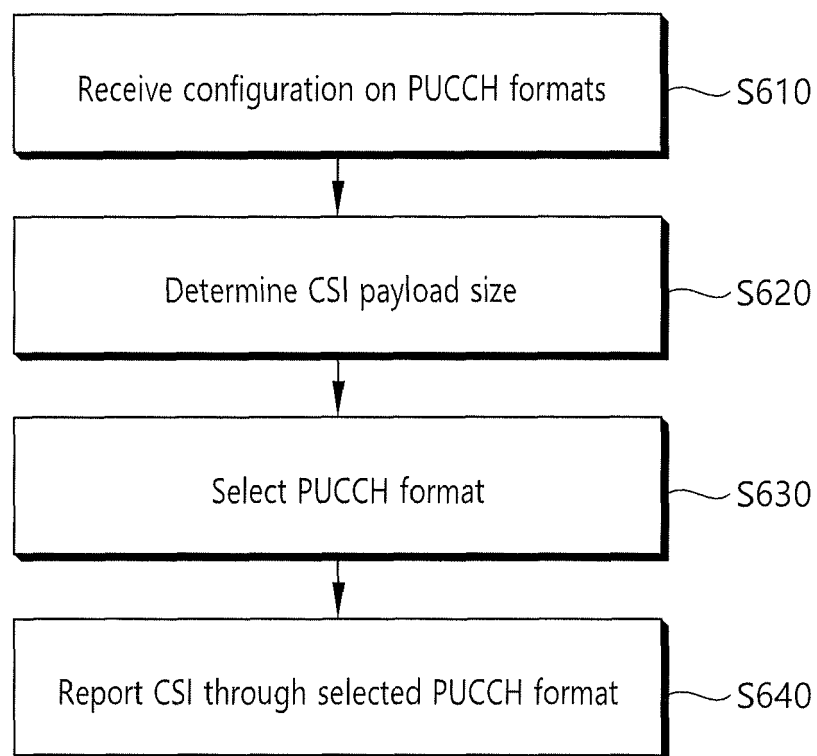 Receive configuration on PUCCH formats
S610
Determine CSI payload size
S620
Select PUCCH format
S630
Report CSI through selected PUCCH format
S640